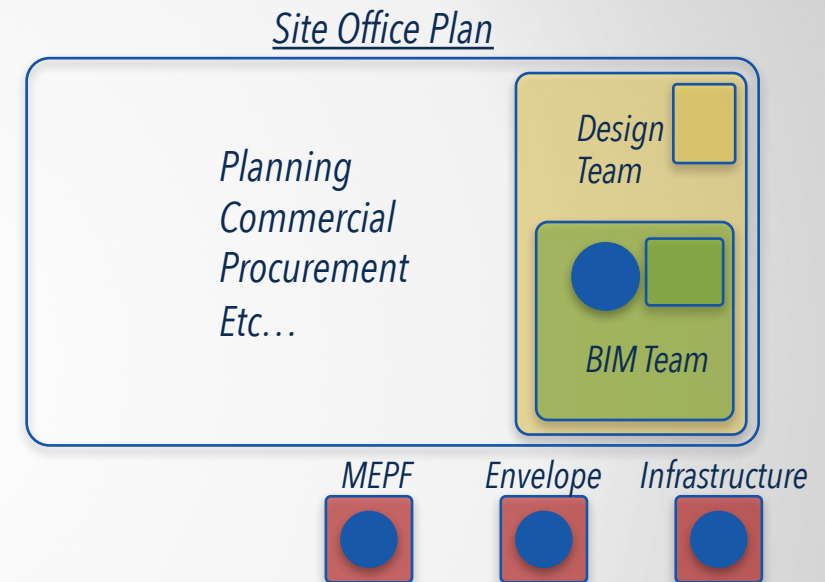 Site Office Plan
Planning
Commercial
Procurement
Etc…
Design
Team
BIM Team
MEPF
Envelope
Infrastructure